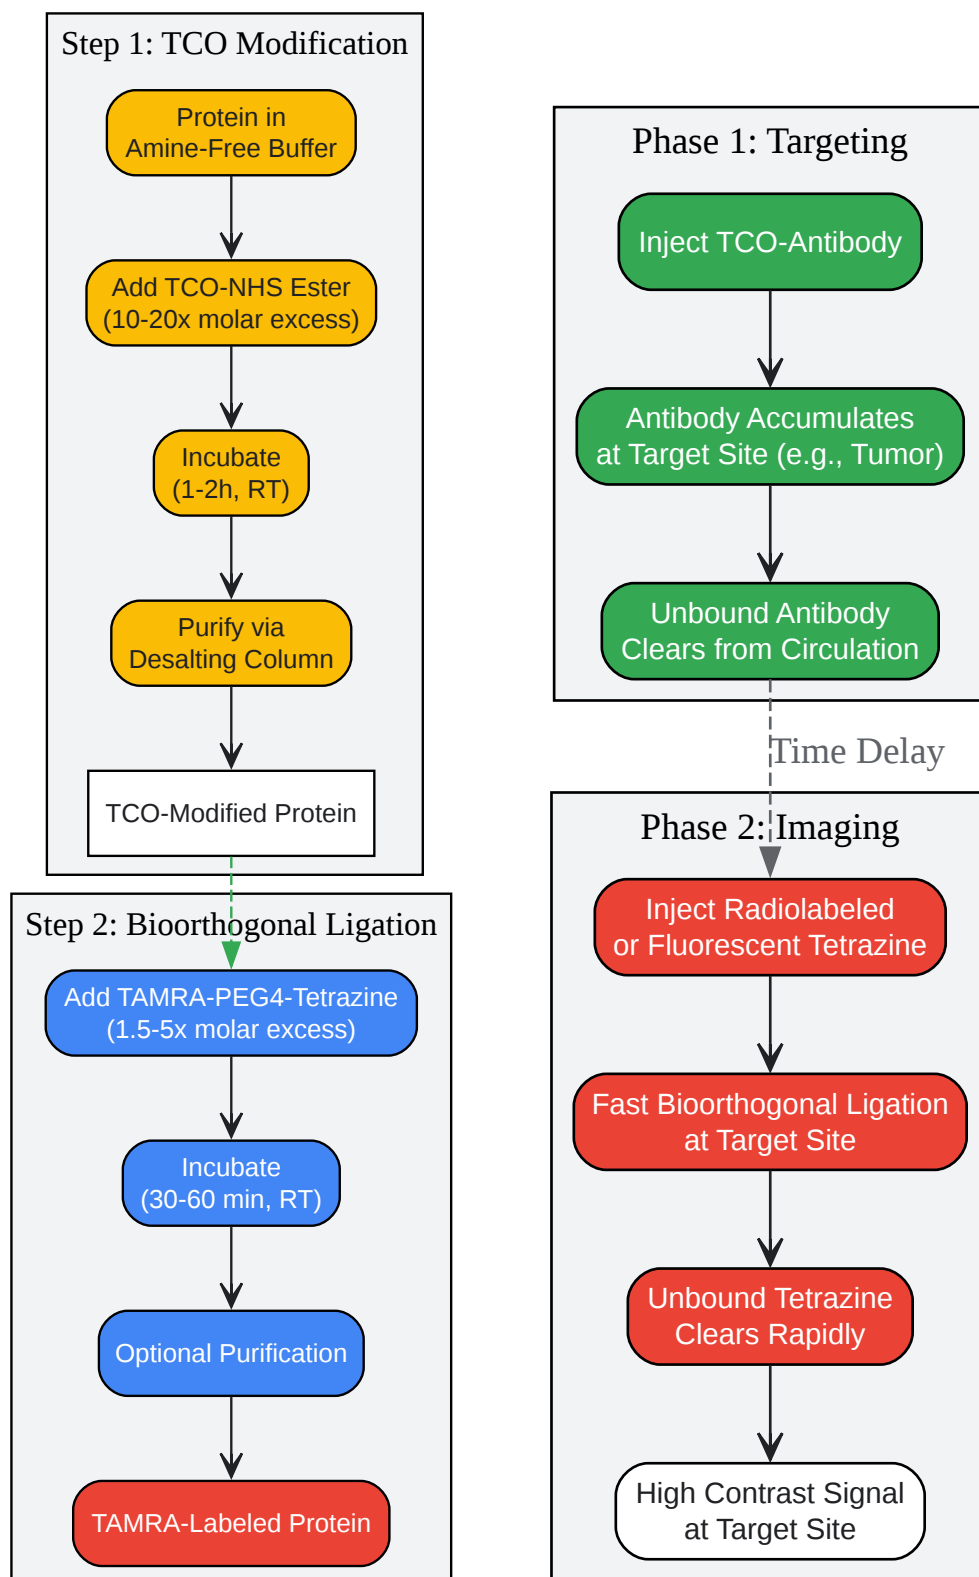 Step 1: TCO Modification
Protein in
Amine-Free Buffer
Add TCO-NHS Ester
(10-20x molar excess)
Incubate
(1-2h, RT)
Purify via
Desalting Column
TCO-Modified Protein
Step 2: Bioorthogonal Ligation
Add TAMRA-PEG4-Tetrazine
(1.5-5x molar excess)
Incubate
(30-60 min, RT)
Optional Purification
TAMRA-Labeled Protein
Phase 1: Targeting
Inject TCO-Antibody
Antibody Accumulates
at Target Site (e.g., Tumor)
Unbound Antibody
Clears from Circulation
Time Delay
Phase 2: Imaging
Inject Radiolabeled
or Fluorescent Tetrazine
Fast Bioorthogonal Ligation
at Target Site
Unbound Tetrazine
Clears Rapidly
High Contrast Signal
at Target Site